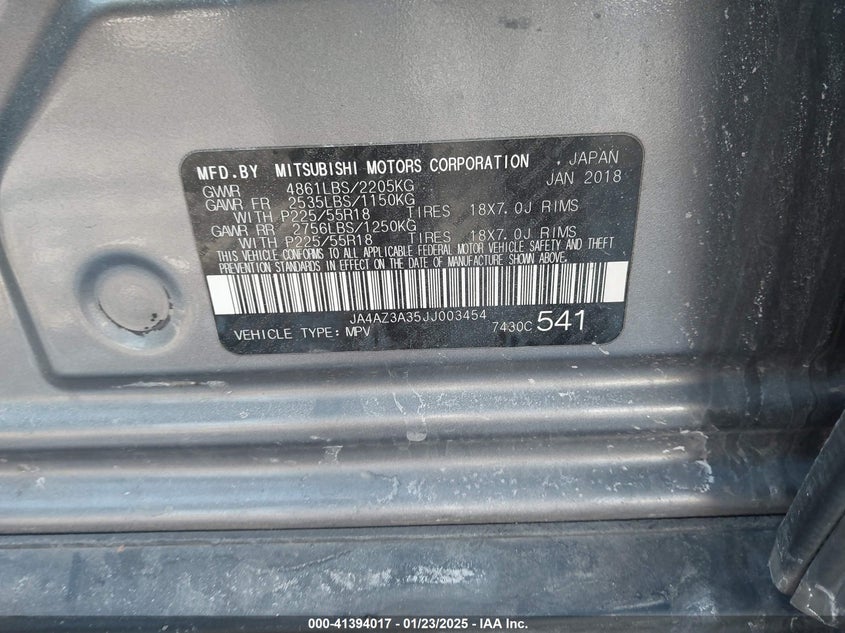 MFD.BY MITSUBISHI MOTORS CORPORATION . JAPAN
GVWR 4861LBS/2205KG JAN 2018
GAWR FR 2535LBS/1150KG
WITH P225/55R18 TIRES 18X7.0J RIMS
GAWR RR 2756LBS/1250KG
WITH P225/55R18 TIRES 18X7.0J RIMS
THIS VEHICLE CONFORMS TO ALL APPLICABLE FEDERAL MOTOR VEHICLE SAFETY AND THEFT
PREVENTION STANDARDS IN EFFECT ON THE DATE OF MANUFACTURE SHOWN ABOVE.
JA4AZ3A35JJ003454
VEHICLE TYPE: MPV 7430C 541
000-41394017 — 01/23/2025 — © IAA Inc.